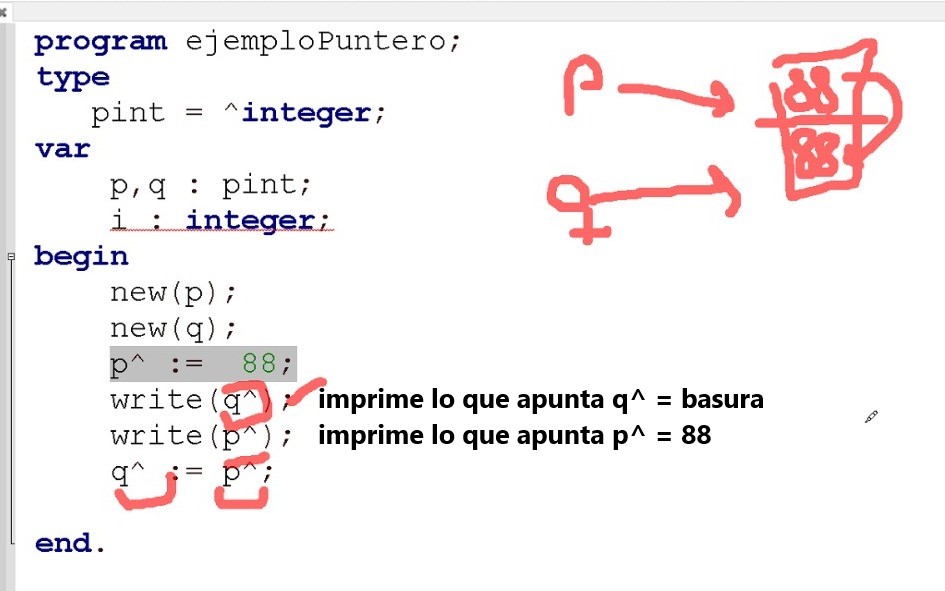 program ejemploPuntero;
type
pint = ^integer;
var
p,q : pint;
i : integer;
begin
new(p);
new(q);
p^ := 88;
write(q^); imprime lo que apunta q^ = basura
write(p^); imprime lo que apunta p^ = 88
q^ := p^;
end.
p
88
q
88